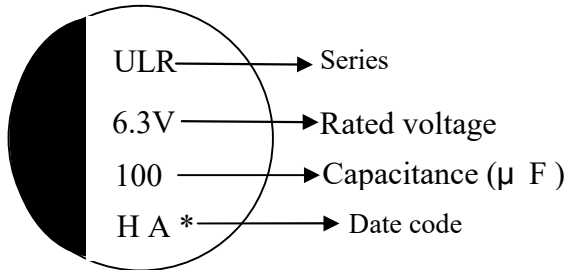 ULR Series
6.3V Rated voltage
100 Capacitance (μ F )
H A * Date code